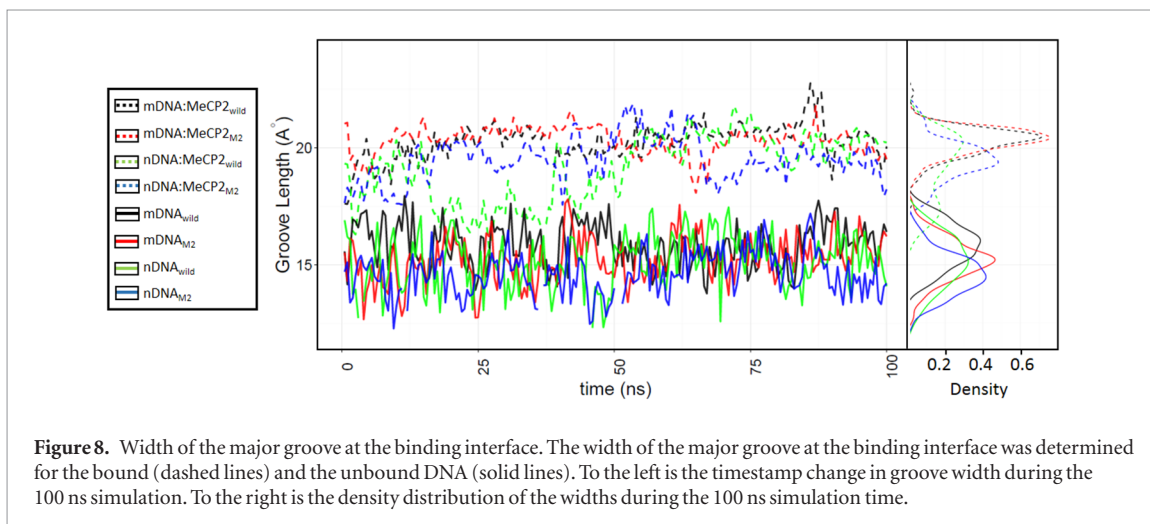 mDNA:MeCP2wild
mDNA:MeCP2M2
nDNA:MeCP2wild
nDNA:MeCP2M2
mDNAwild
mDNAM2
nDNAwild
nDNAM2
Groove Length (A°)
20
15
0
25
50
75
100
time (ns)
0.2 0.4 0.6
Density
Figure 8. Width of the major groove at the binding interface. The width of the major groove at the binding interface was determined
for the bound (dashed lines) and the unbound DNA (solid lines). To the left is the timestamp change in groove width during the
100 ns simulation. To the right is the density distribution of the widths during the 100 ns simulation time.